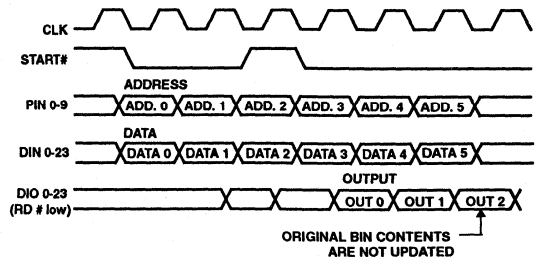 CLK
START#
ADDRESS
PIN 0-9 ADD. 0 ADD. 1 ADD. 2 ADD. 3 ADD. 4 ADD. 5
DATA
DIN 0-23 DATA 0 DATA 1 DATA 2 DATA 3 DATA 4 DATA 5
OUTPUT
DIO 0-23 OUT 0 OUT 1 OUT 2
(RD # low)
ORIGINAL BIN CONTENTS
ARE NOT UPDATED